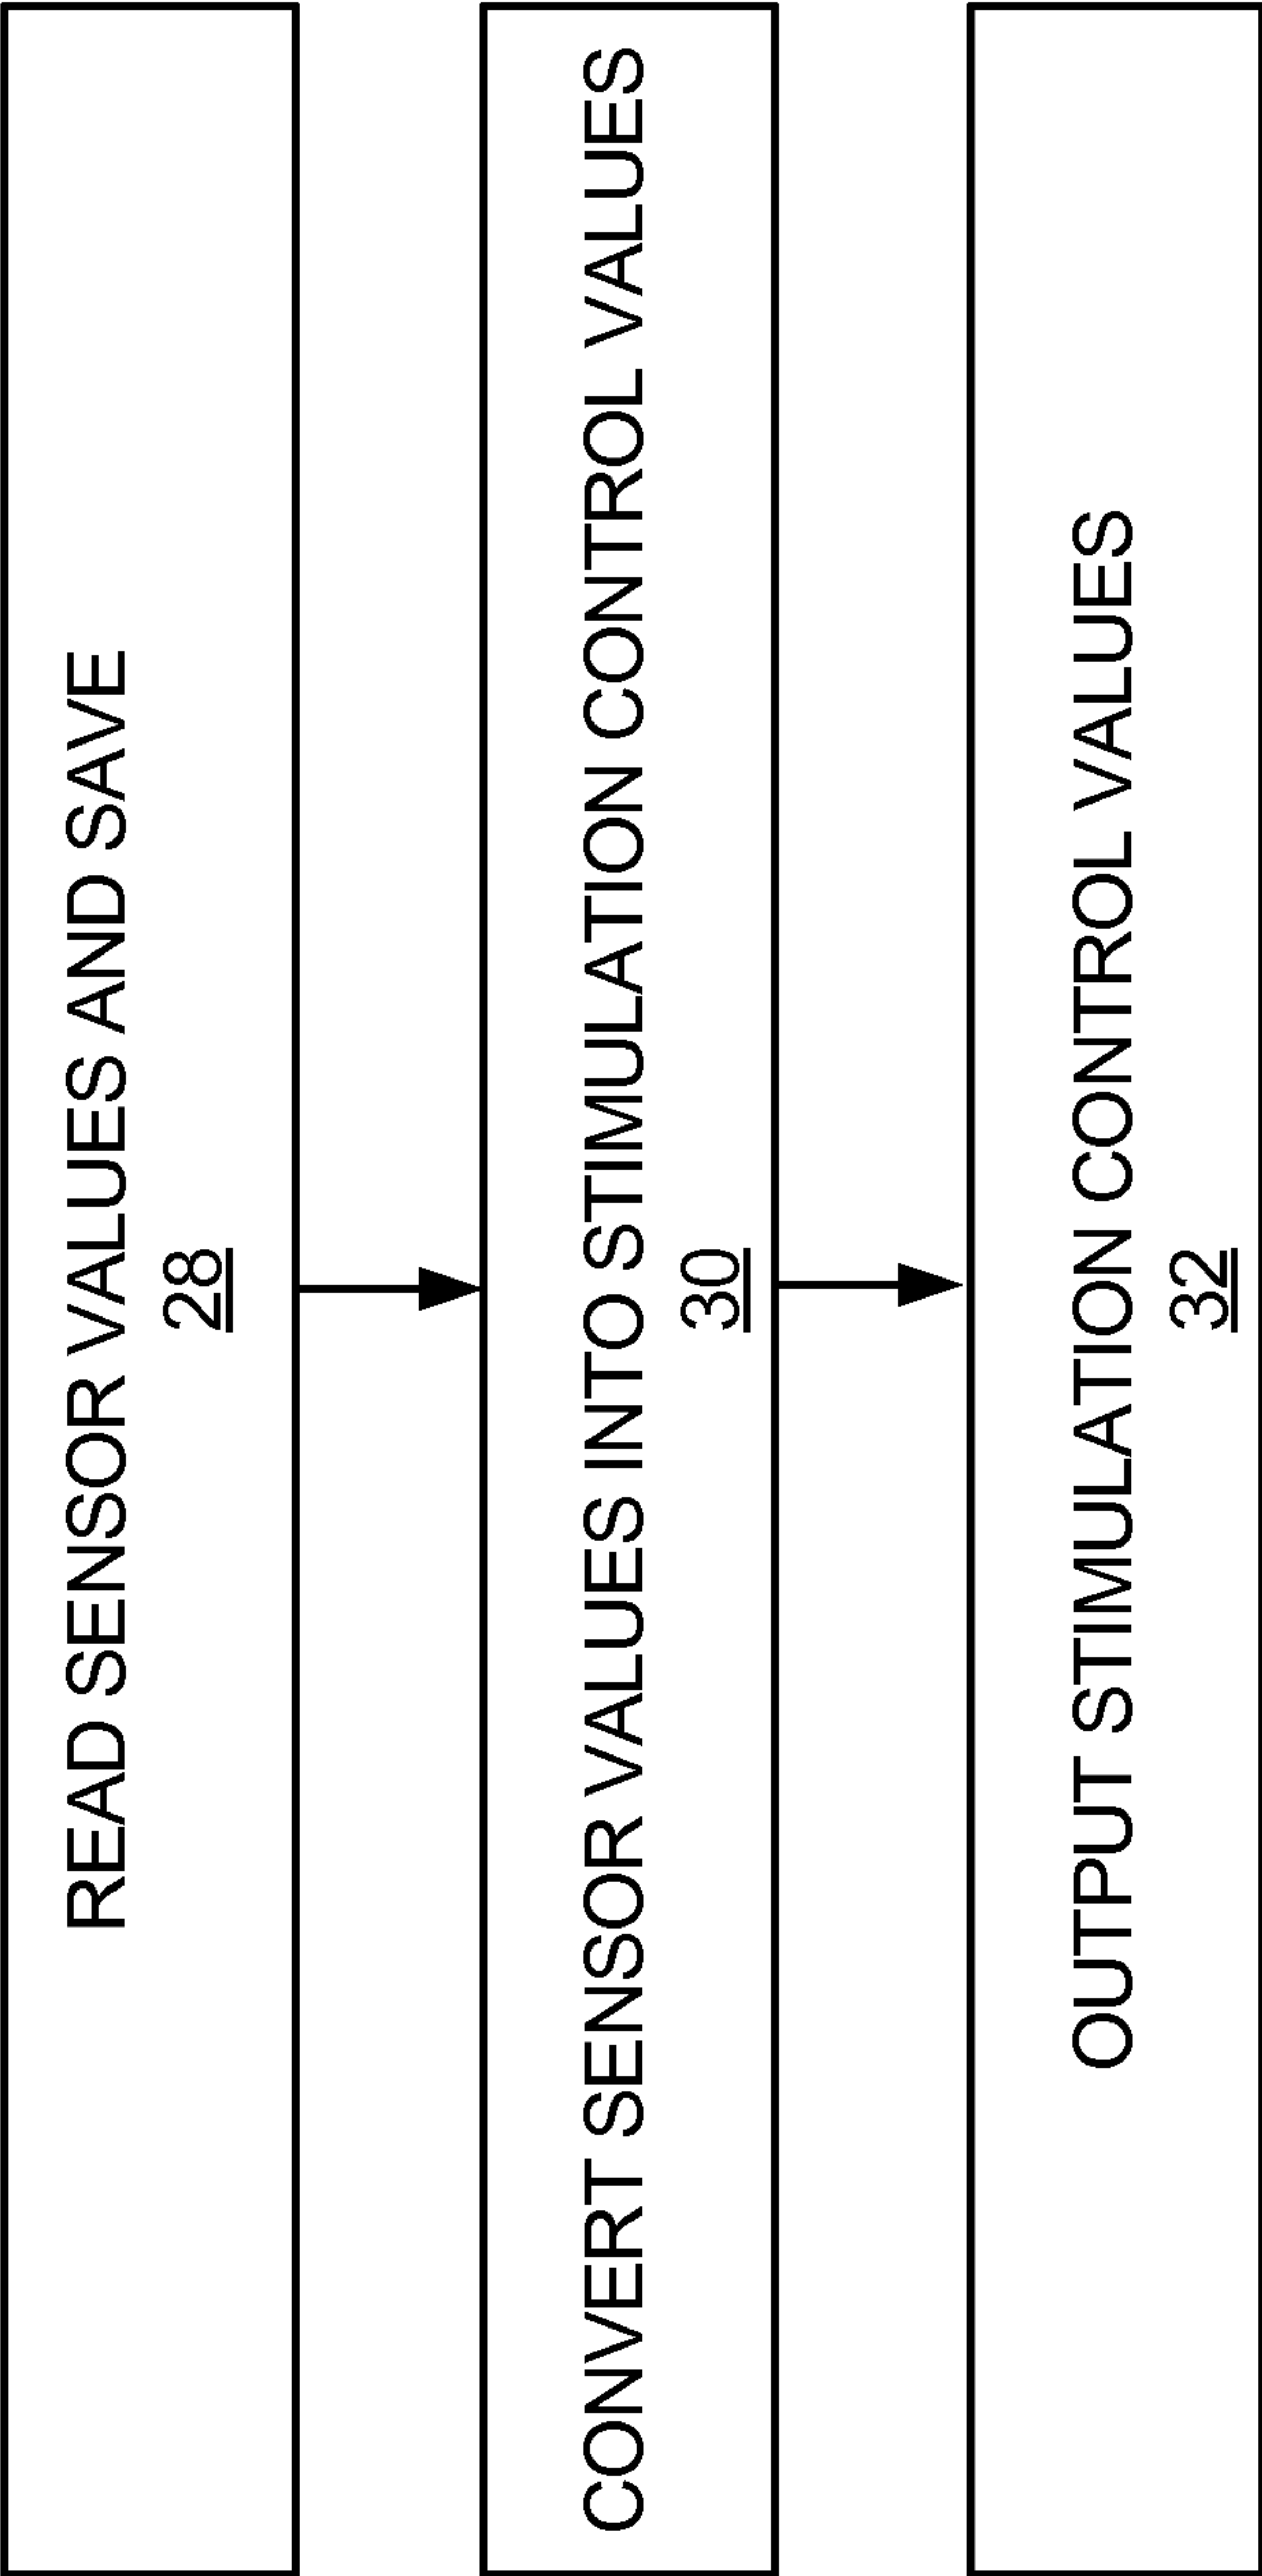 READ SENSOR VALUES AND SAVE
28
CONVERT SENSOR VALUES INTO STIMULATION CONTROL VALUES
30
OUTPUT STIMULATION CONTROL VALUES
32